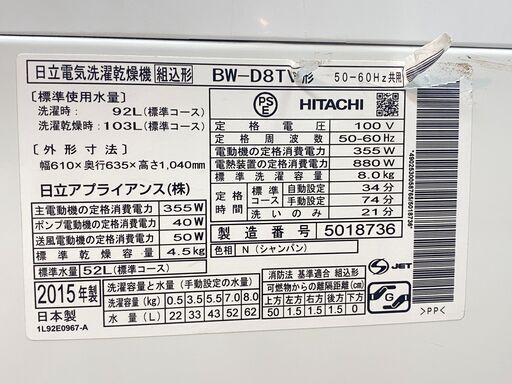 日立電気洗濯乾燥機 組込形 BW-D8TV形 50-60Hz共用
[標準使用水量]
洗濯時: 92L(標準コース)
洗濯乾燥時: 103L(標準コース)
[外形寸法]
幅610×奥行635×高さ1,040mm
日立アプライアンス(株)
主電動機の定格消費電力 355W
ポンプ電動機の定格消費電力 40W
送風電動機の定格消費電力 50W
標準乾燥容量 4.5kg
標準水量 52L(標準コース)
PSE HITACHI
定格電圧 100V
定格周波数 50-60Hz
電動機の定格消費電力 355W
電熱装置の定格消費電力 880W
標準洗濯容量 8.0kg
定格時間 標準コース 34分
手動 74分
洗いのみ 21分
製造番号 5018736
色相 N(シャンパン)
2015年製
日本製
1L92E0967-A
洗濯容量と水量(手動設定の水量)
洗濯容量(kg) 0.5 3.5 5.5 7.0 8.0
水量(L) 22 33 43 52 62
消防法 基準適合 組込形
可燃物からの離隔距離(cm)
上方 左方 右方 前方 後方 下方
50 1.5 1.5 1.5 1.5 0
S JET
G
>PP<